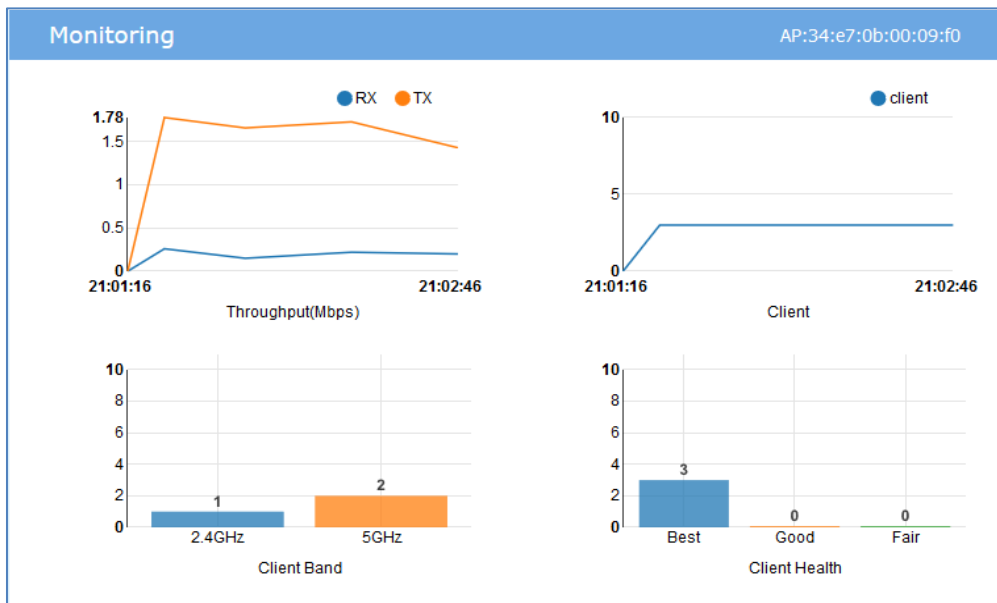 Monitoring
AP:34:e7:0b:00:09:f0
RX TX
1.78
1.5
1
0.5
0
21:01:16 21:02:46
Throughput(Mbps)
client
10
5
0
21:01:16 21:02:46
Client
10
8
6
4
2
0
1
2
2.4GHz 5GHz
Client Band
10
8
6
4
2
0
3
0
0
Best Good Fair
Client Health